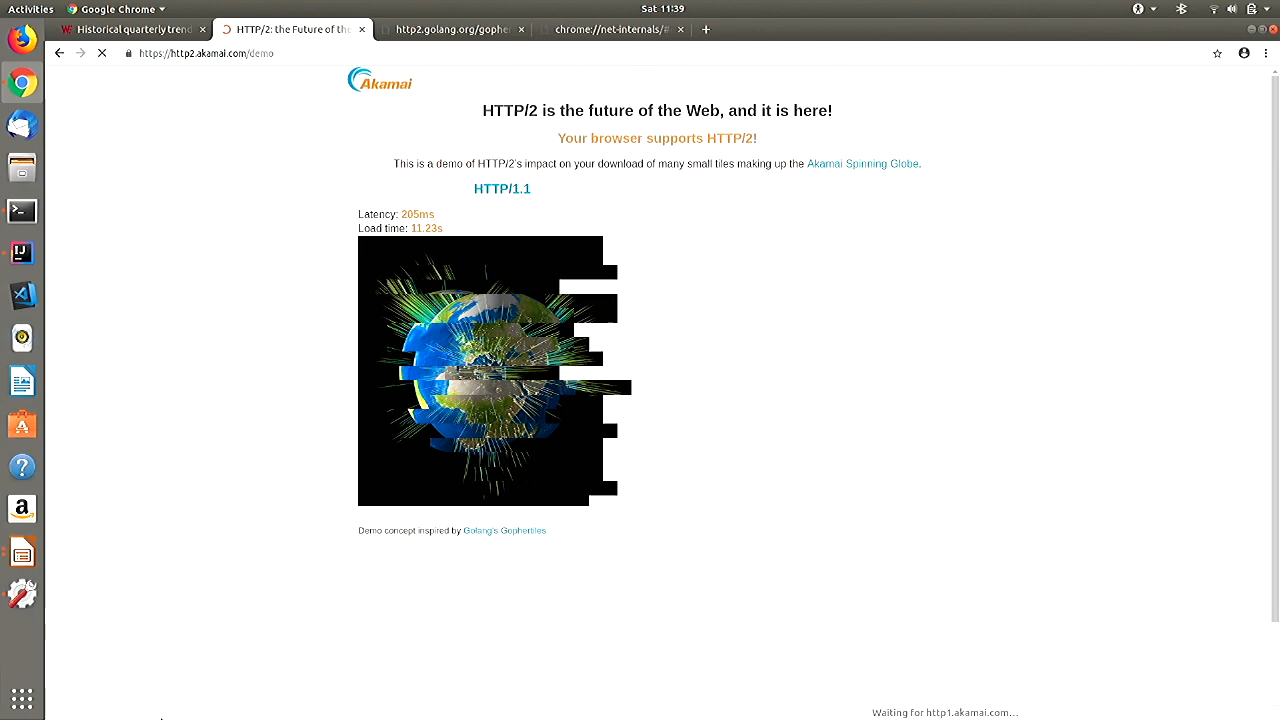 Activities Google Chrome Sat 11:39
Historical quarterly trend HTTP/2: the Future of the http2.golang.org/gopher chrome://net-internals/#
https://http2.akamai.com/demo
Akamai
HTTP/2 is the future of the Web, and it is here!
Your browser supports HTTP/2!
This is a demo of HTTP/2's impact on your download of many small tiles making up the Akamai Spinning Globe.
HTTP/1.1
Latency: 205ms
Load time: 11.23s
Demo concept inspired by Golang's Gophertiles
Waiting for http1.akamai.com...